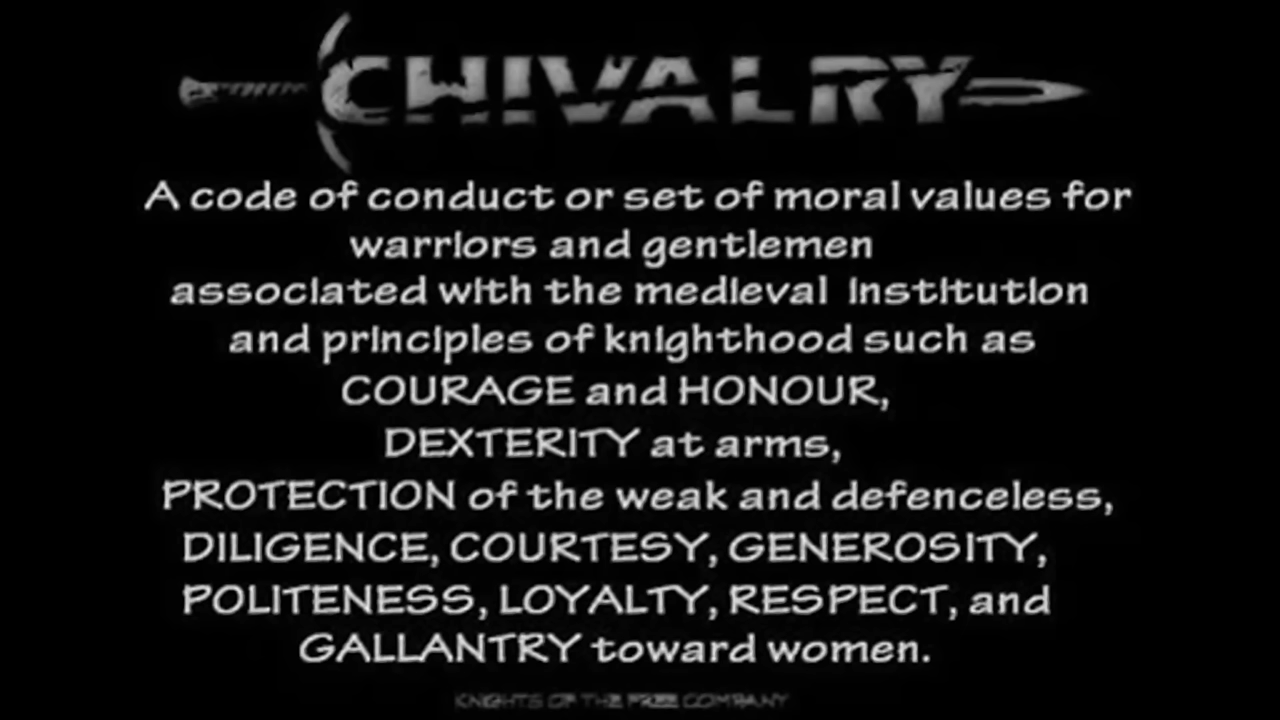 CHIVALRY
A code of conduct or set of moral values for
warriors and gentlemen
associated with the medieval institution
and principles of knighthood such as
COURAGE and HONOUR,
DEXTERITY at arms,
PROTECTION of the weak and defenceless,
DILIGENCE, COURTESY, GENEROSITY,
POLITENESS, LOYALTY, RESPECT, and
GALLANTRY toward women.
KNIGHTS OF THE FREE COMPANY